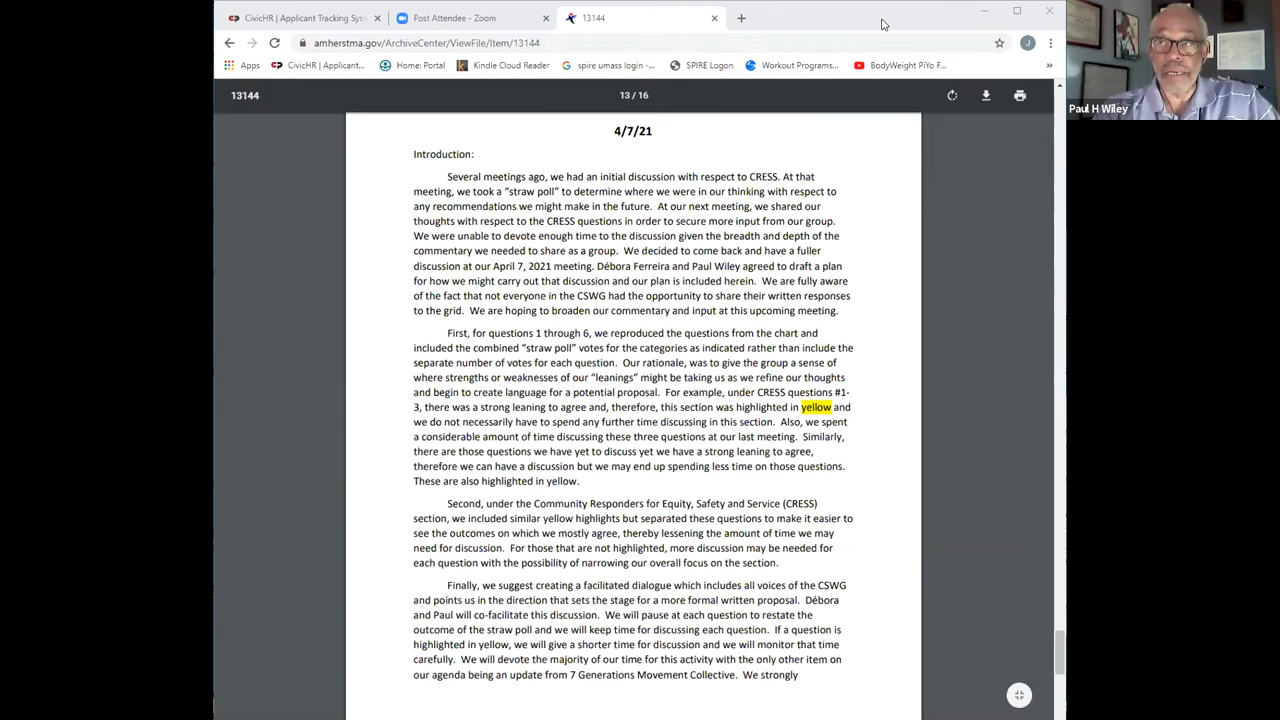 CivicHR | Applicant Tracking Sys
Post Attendee - Zoom
13144
amherstma.gov/ArchiveCenter/ViewFile/Item/13144
J
Apps
CivicHR | Applicant...
Home: Portal
Kindle Cloud Reader
spire umass login -...
SPIRE Logon
Workout Programs...
BodyWeight PiYo F...
»
13144
13 / 16
Paul H Wiley
4/7/21
Introduction:
Several meetings ago, we had an initial discussion with respect to CRESS. At that
meeting, we took a “straw poll” to determine where we were in our thinking with respect to
any recommendations we might make in the future. At our next meeting, we shared our
thoughts with respect to the CRESS questions in order to secure more input from our group.
We were unable to devote enough time to the discussion given the breadth and depth of the
commentary we needed to share as a group. We decided to come back and have a fuller
discussion at our April 7, 2021 meeting. Débora Ferreira and Paul Wiley agreed to draft a plan
for how we might carry out that discussion and our plan is included herein. We are fully aware
of the fact that not everyone in the CSWG had the opportunity to share their written responses
to the grid. We are hoping to broaden our commentary and input at this upcoming meeting.
First, for questions 1 through 6, we reproduced the questions from the chart and
included the combined “straw poll” votes for the categories as indicated rather than include the
separate number of votes for each question. Our rationale, was to give the group a sense of
where strengths or weaknesses of our “leanings” might be taking us as we refine our thoughts
and begin to create language for a potential proposal. For example, under CRESS questions #1-
3, there was a strong leaning to agree and, therefore, this section was highlighted in yellow and
we do not necessarily have to spend any further time discussing in this section. Also, we spent
a considerable amount of time discussing these three questions at our last meeting. Similarly,
there are those questions we have yet to discuss yet we have a strong leaning to agree,
therefore we can have a discussion but we may end up spending less time on those questions.
These are also highlighted in yellow.
Second, under the Community Responders for Equity, Safety and Service (CRESS)
section, we included similar yellow highlights but separated these questions to make it easier to
see the outcomes on which we mostly agree, thereby lessening the amount of time we may
need for discussion. For those that are not highlighted, more discussion may be needed for
each question with the possibility of narrowing our overall focus on the section.
Finally, we suggest creating a facilitated dialogue which includes all voices of the CSWG
and points us in the direction that sets the stage for a more formal written proposal. Débora
and Paul will co-facilitate this discussion. We will pause at each question to restate the
outcome of the straw poll and we will keep time for discussing each question. If a question is
highlighted in yellow, we will give a shorter time for discussion and we will monitor that time
carefully. We will devote the majority of our time for this activity with the only other item on
our agenda being an update from 7 Generations Movement Collective. We strongly